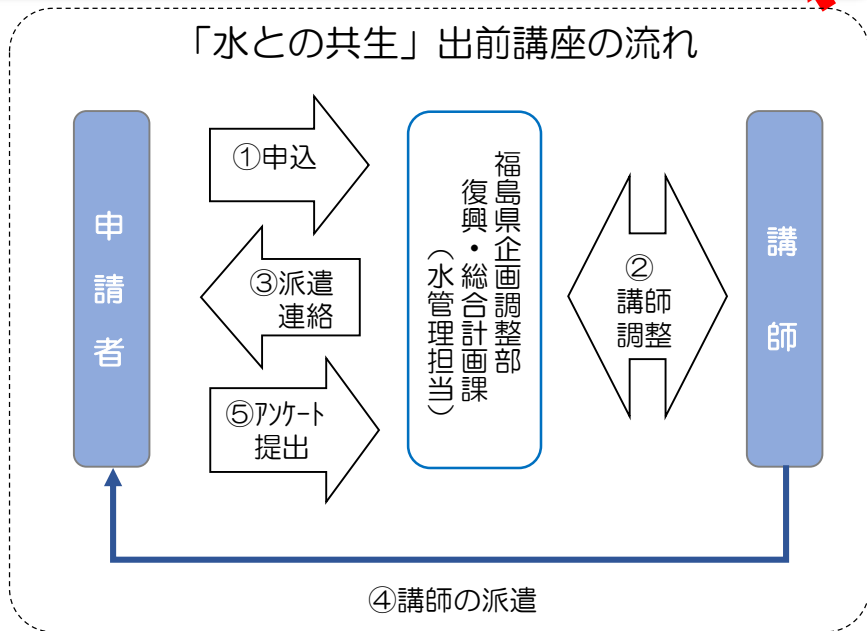 「水との共生」出前講座の流れ
申請者
①申込
③派遣
連絡
⑤ｱﾝｹｰﾄ
提出
福島県企画調整部
復興・総合計画課
（水管理担当）
②
講師
調整
講師
④講師の派遣